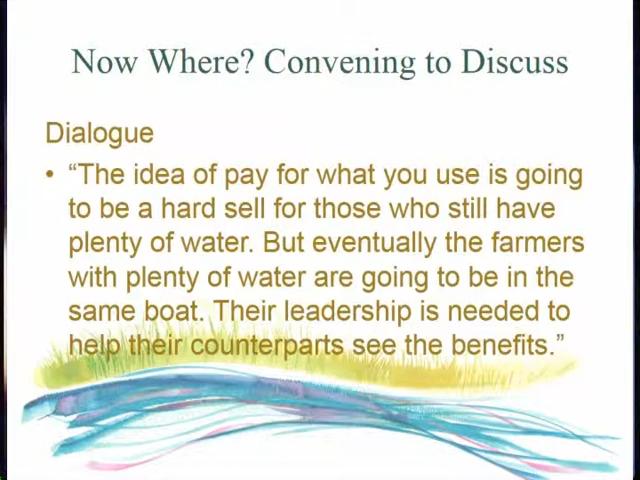 Now Where? Convening to Discuss
Dialogue
• “The idea of pay for what you use is going
to be a hard sell for those who still have
plenty of water. But eventually the farmers
with plenty of water are going to be in the
same boat. Their leadership is needed to
help their counterparts see the benefits.”